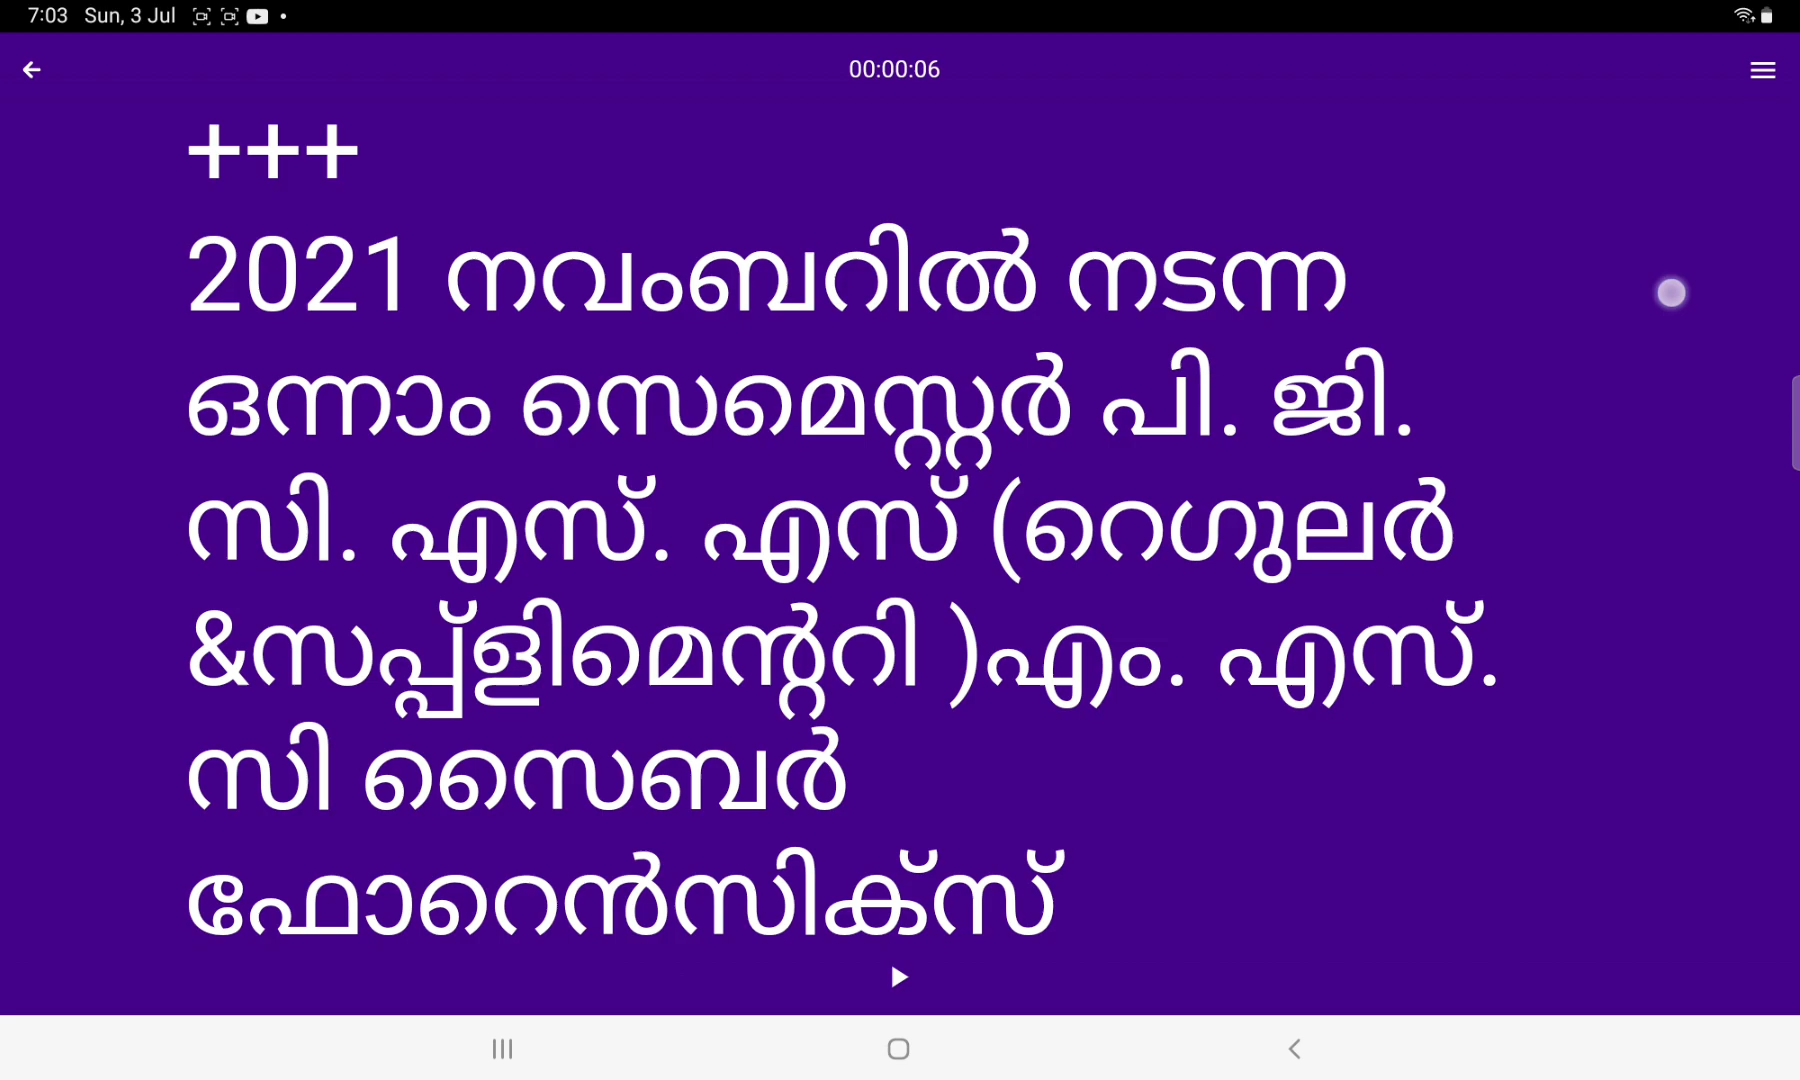 7:03 Sun, 3 Jul
00:00:06
+++
2021 നവംബറിൽ നടന്ന
ഒന്നാം സെമെസ്റ്റർ പി. ജി.
സി. എസ്. എസ് (റെഗുലർ
&സപ്പ്ളിമെന്ററി )എം. എസ്.
സി സൈബർ
ഫോറെൻസിക്സ്